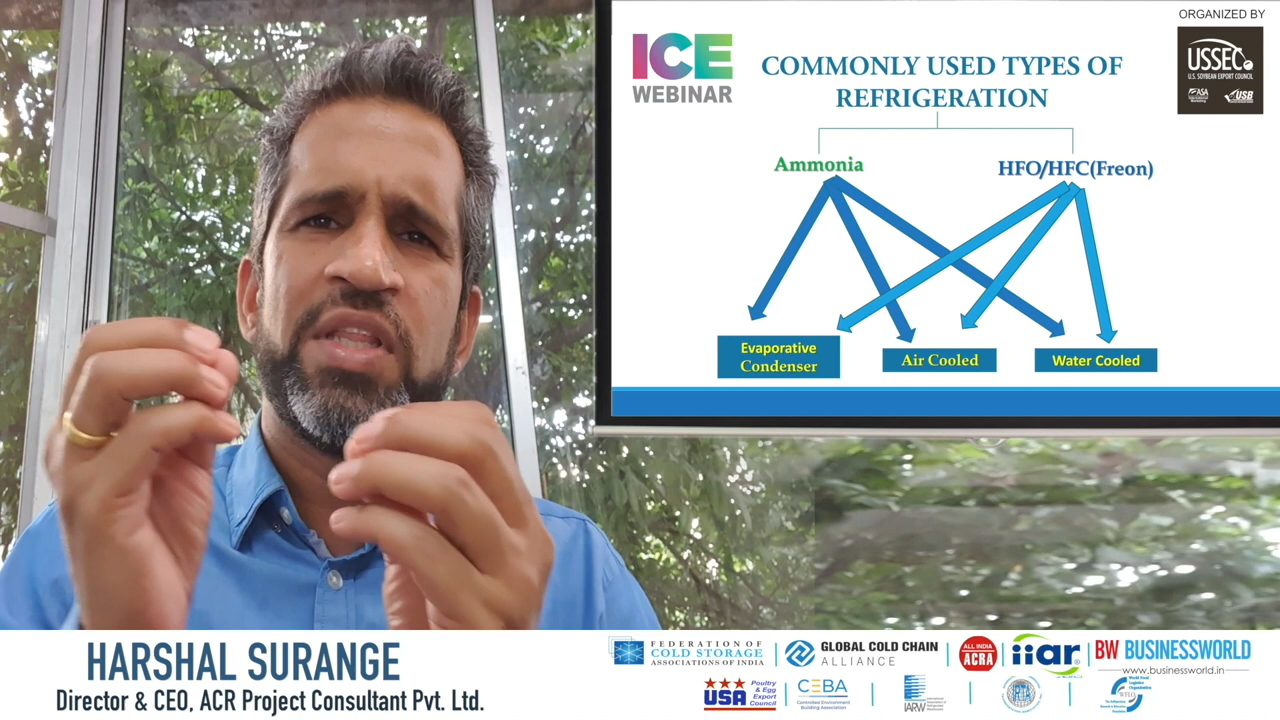 ORGANIZED BY
ICE
WEBINAR
COMMONLY USED TYPES OF
REFRIGERATION
USSEC
U.S. SOYBEAN EXPORT COUNCIL
ASA
USB
Ammonia
HFO/HFC(Freon)
Evaporative
Condenser
Air Cooled
Water Cooled
HARSHAL SURANGE
Director & CEO, ACR Project Consultant Pvt. Ltd.
FEDERATION OF
COLD STORAGE
ASSOCIATIONS OF INDIA
GLOBAL COLD CHAIN
ALLIANCE
ALL INDIA
ACRA
iiar
BW BUSINESSWORLD
www.businessworld.in
USA Poultry
& Egg
Export
Council
CEBA
Controlled Environment
Building Association
IARW